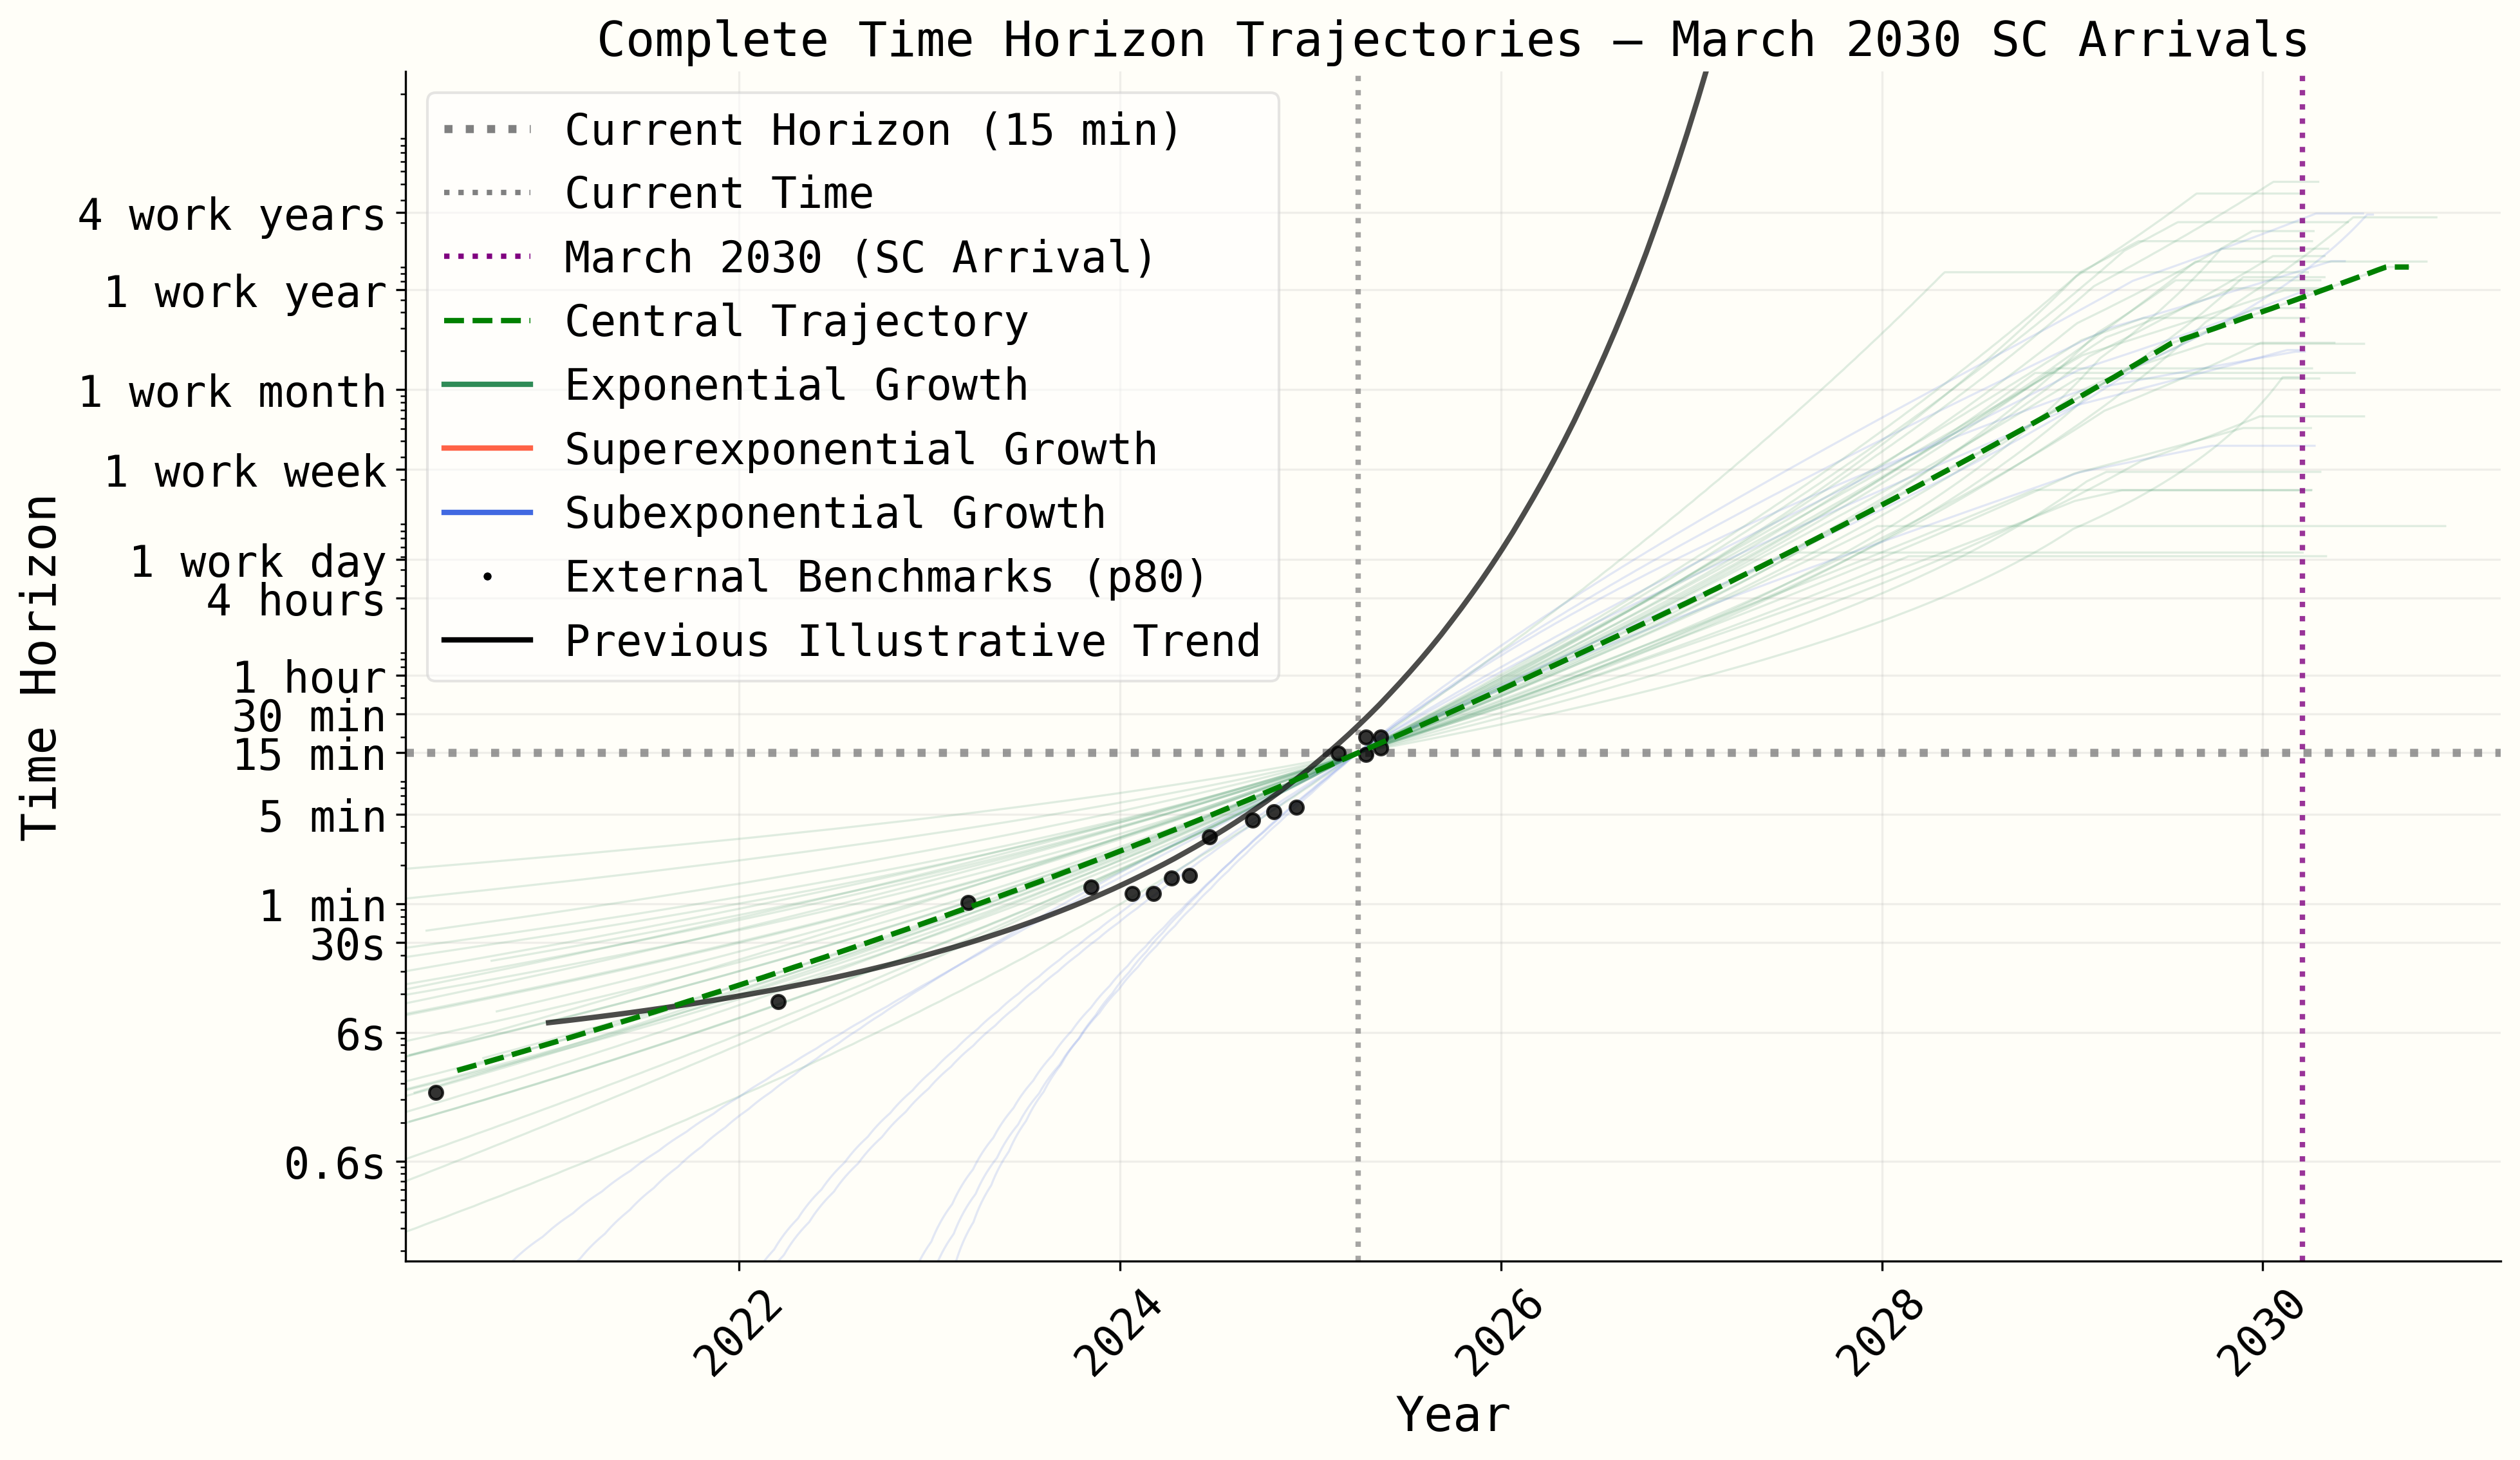 Complete Time Horizon Trajectories — March 2030 SC Arrivals
Current Horizon (15 min)
Current Time
March 2030 (SC Arrival)
Central Trajectory
Exponential Growth
Superexponential Growth
Subexponential Growth
External Benchmarks (p80)
Previous Illustrative Trend
Time Horizon
4 work years
1 work year
1 work month
1 work week
1 work day
4 hours
1 hour
30 min
15 min
5 min
1 min
30s
6s
0.6s
2022
2024
2026
2028
2030
Year